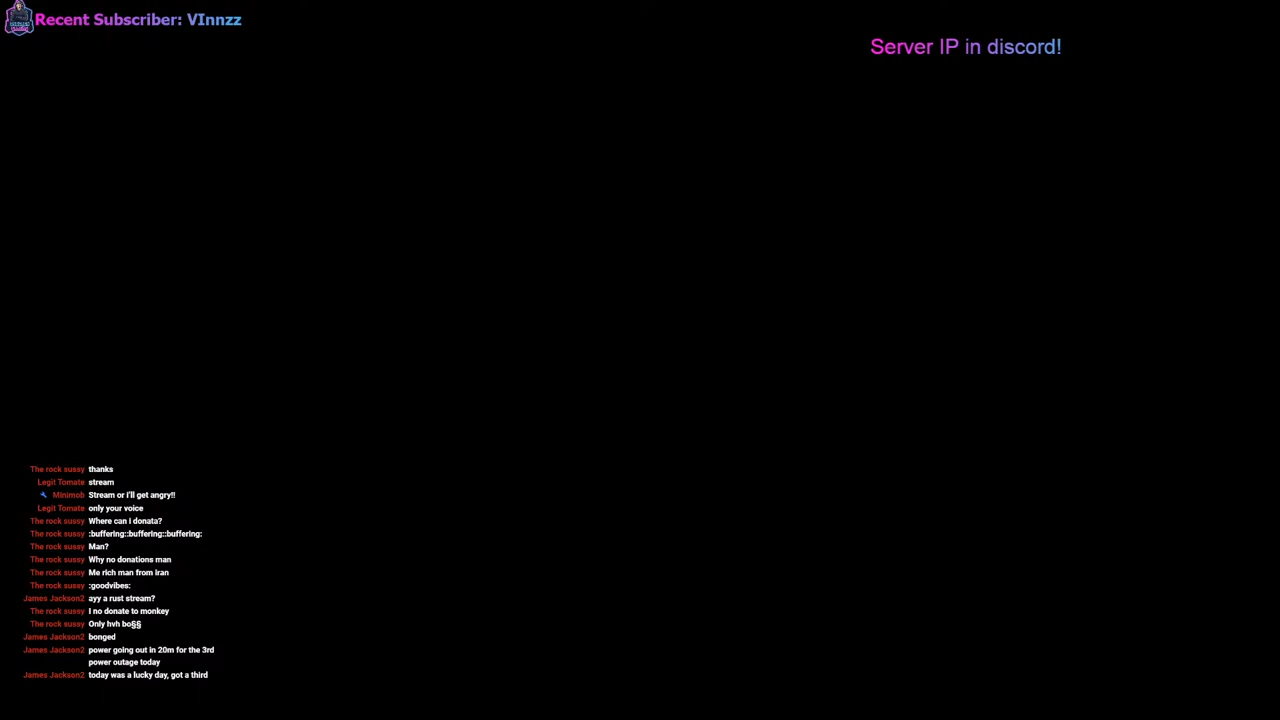 Recent Subscriber: VInnzz
Server IP in discord!
The rock sussy thanks
Legit Tomate stream
Minimob Stream or I'll get angry!!
Legit Tomate only your voice
The rock sussy Where can i donata?
The rock sussy :buffering::buffering::buffering:
The rock sussy Man?
The rock sussy Why no donations man
The rock sussy Me rich man from iran
The rock sussy :goodvibes:
James Jackson2 ayy a rust stream?
The rock sussy I no donate to monkey
The rock sussy Only hvh bo§§
James Jackson2 bonged
James Jackson2 power going out in 20m for the 3rd
power outage today
James Jackson2 today was a lucky day, got a third